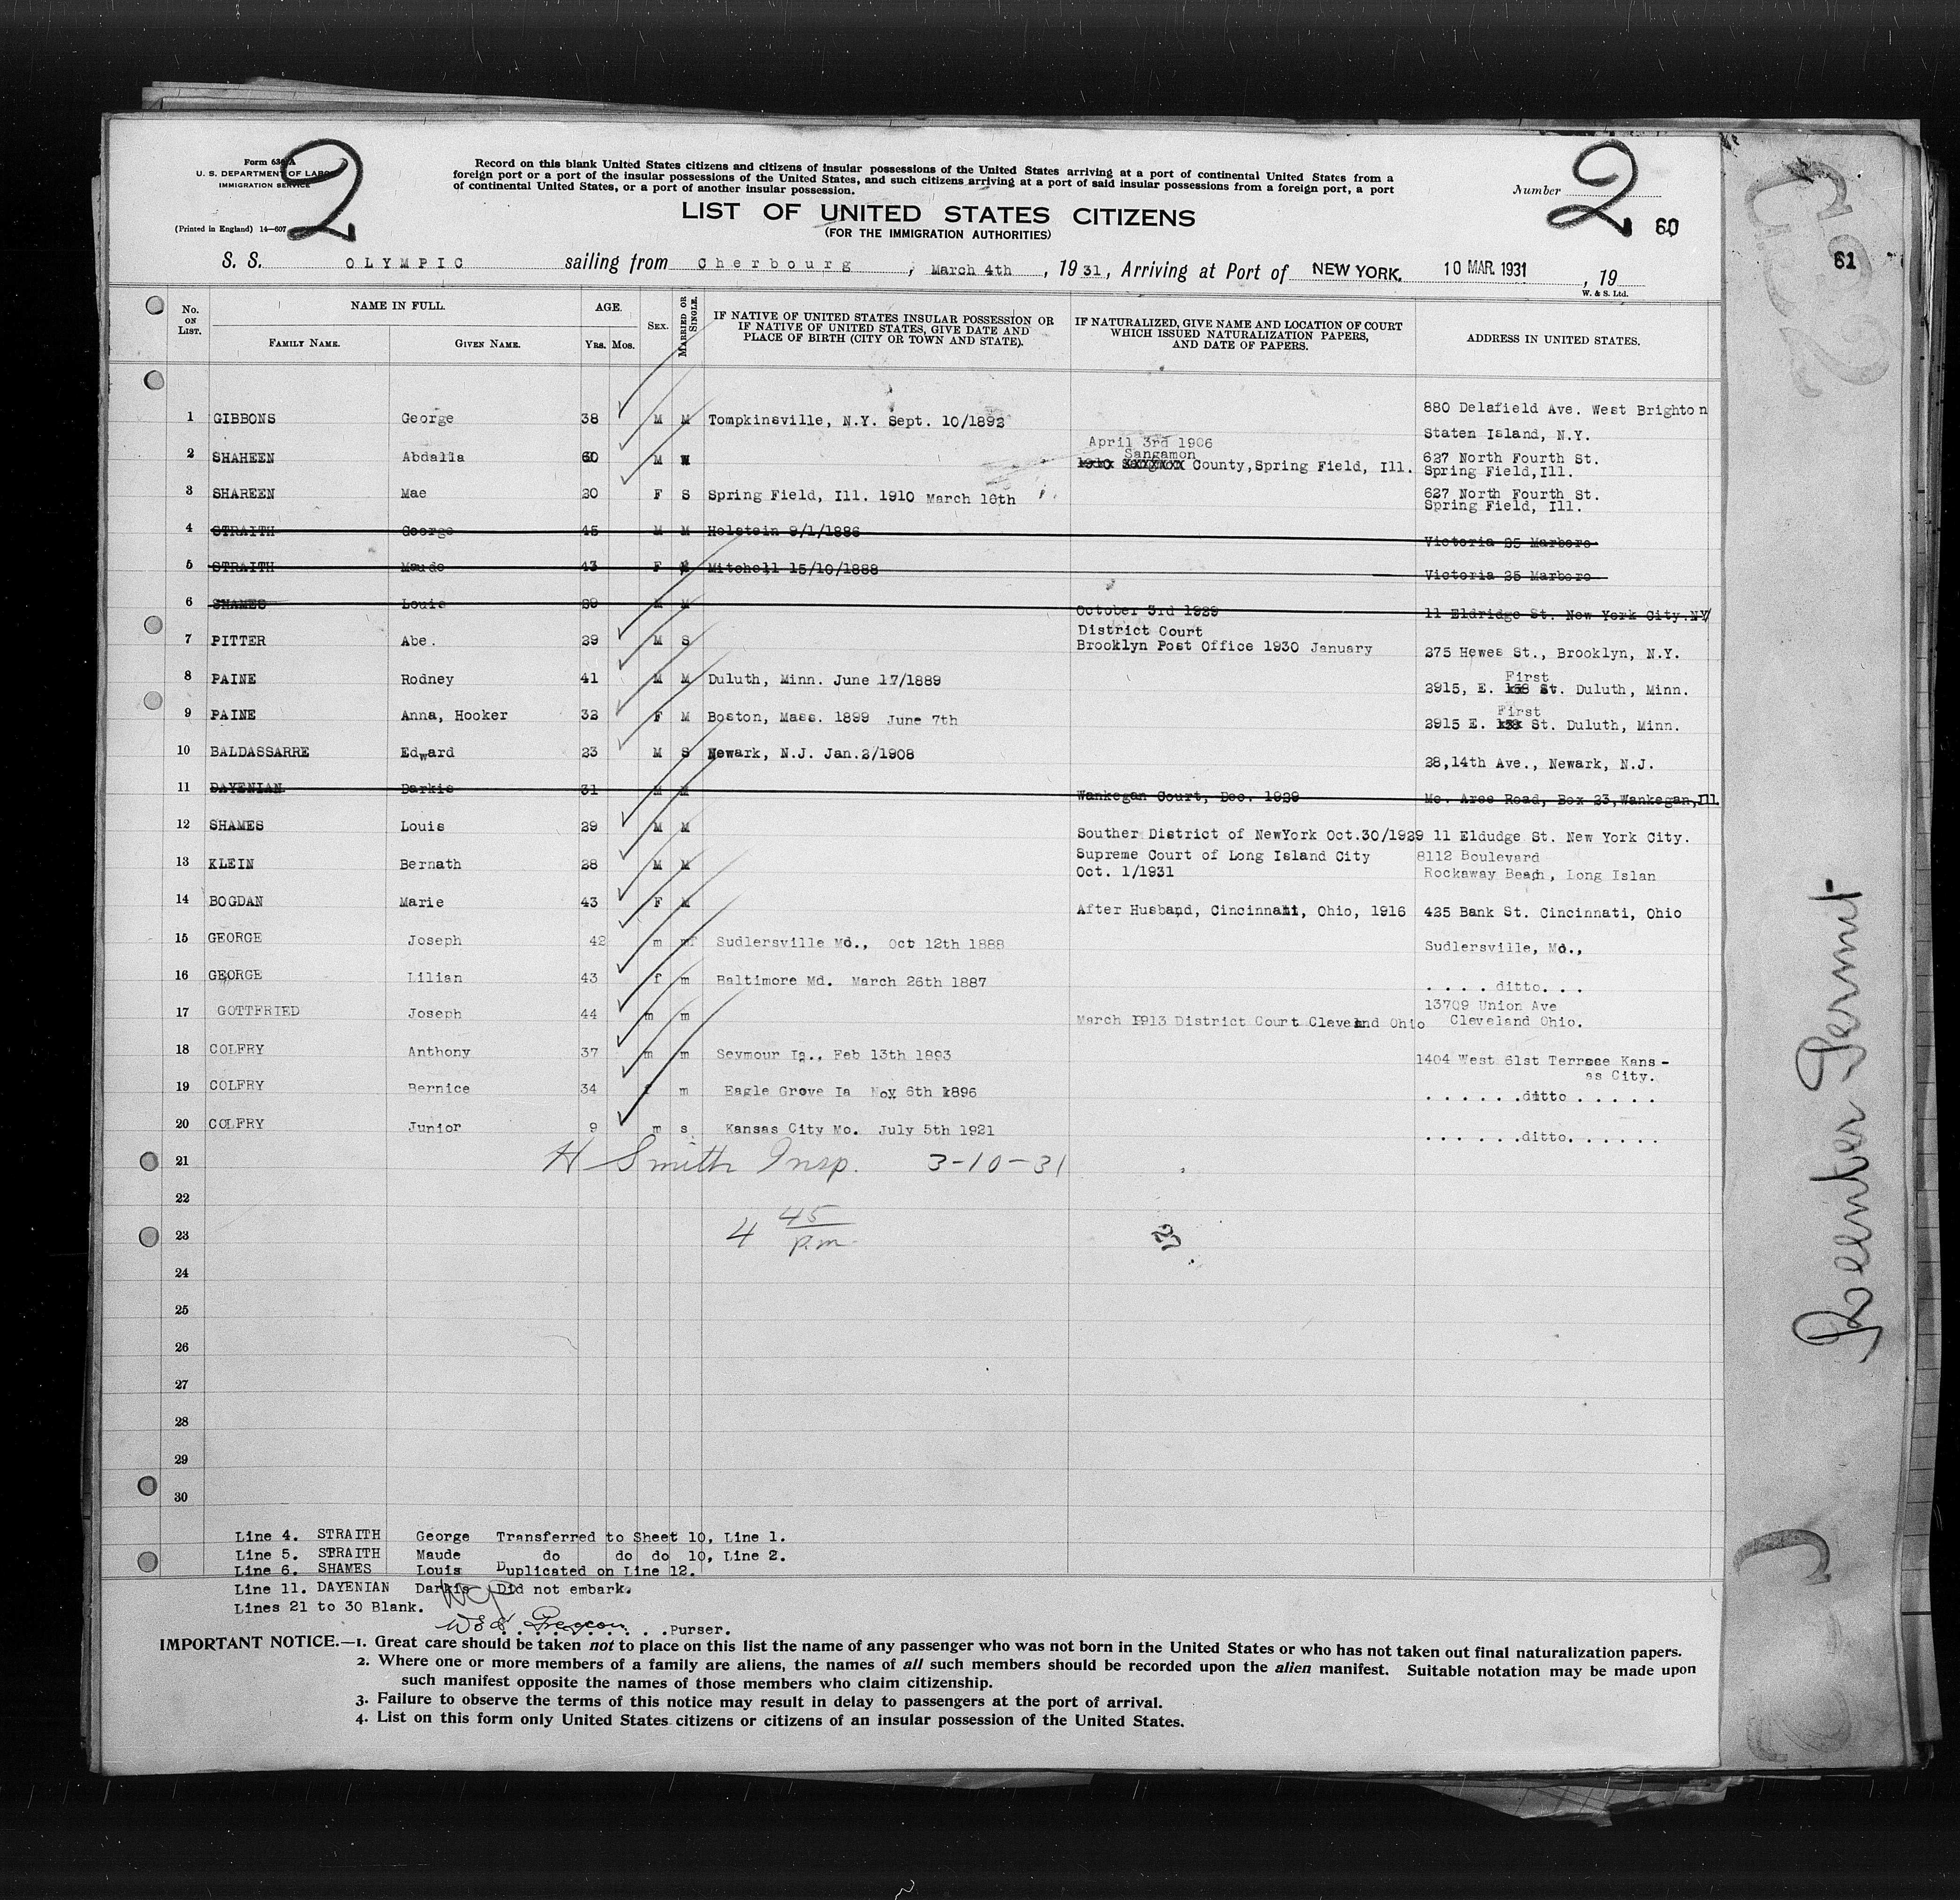 Form 630 A
U. S. DEPARTMENT OF LABOR
IMMIGRATION SERVICE
(Printed in England) 14—607
2
Record on this blank United States citizens and citizens of insular possessions of the United States arriving at a port of continental United States from a
foreign port or a port of the insular possessions of the United States, and such citizens arriving at a port of said insular possessions from a foreign port, a port
of continental United States, or a port of another insular possession.
LIST OF UNITED STATES CITIZENS
(FOR THE IMMIGRATION AUTHORITIES)
Number 2 60
61
S. S. OLYMPIC sailing from Cherbourg, March 4th, 1931, Arriving at Port of NEW YORK. 10 MAR. 1931, 19
W. & S. Ltd.
No. ON LIST. NAME IN FULL. FAMILY NAME. GIVEN NAME. AGE. YRS. MOS. SEX. MARRIED OR SINGLE.
IF NATIVE OF UNITED STATES INSULAR POSSESSION OR
IF NATIVE OF UNITED STATES, GIVE DATE AND
PLACE OF BIRTH (CITY OR TOWN AND STATE).
IF NATURALIZED, GIVE NAME AND LOCATION OF COURT
WHICH ISSUED NATURALIZATION PAPERS,
AND DATE OF PAPERS.
ADDRESS IN UNITED STATES.
1 GIBBONS George 38 M M Tompkinsville, N.Y. Sept. 10/1892 880 Delafield Ave. West Brighton
Staten Island, N.Y.
April 3rd 1906
2 SHAHEEN Abdalla 60 M Sangamon County, Spring Field, Ill. 627 North Fourth St.
Spring Field, Ill.
3 SHAREEN Mae 20 F S Spring Field, Ill. 1910 March 16th 627 North Fourth St.
Spring Field, Ill.
4 STRAITH George 45 M M Holstein 9/1/1886 Victoria 25 Marboro
5 STRAITH Maude 43 F Mitchell 15/10/1888 Victoria 25 Marboro
6 SHAMES Louis 29 M M October 3rd 1929 11 Eldridge St. New York City.NY/
7 PITTER Abe. 29 M S District Court
Brooklyn Post Office 1930 January 275 Hewes St., Brooklyn, N.Y.
8 PAINE Rodney 41 M M Duluth, Minn. June 17/1889 2915, E. First St. Duluth, Minn.
9 PAINE Anna, Hooker 32 F M Boston, Mass. 1899 June 7th 2915 E. First St. Duluth, Minn.
10 BALDASSARRE Edward 23 M S Newark, N.J. Jan.2/1908 28,14th Ave., Newark, N.J.
11 DAYENIAN Darkis 31 M M Wankegan Court, Dec. 1929 Mc. Aree Road, Box 23,Wankegan,Ill
12 SHAMES Louis 29 M M Souther District of NewYork Oct.30/1929 11 Eldudge St. New York City.
13 KLEIN Bernath 28 M M Supreme Court of Long Island City 8112 Boulevard
Oct. 1/1931 Rockaway Beach, Long Islan
14 BOGDAN Marie 43 F M After Husband, Cincinnati, Ohio, 1916 425 Bank St. Cincinnati, Ohio
15 GEORGE Joseph 42 m m Sudlersville Md., Oct 12th 1888 Sudlersville, Md.,
16 GEORGE Lilian 43 f m Baltimore Md. March 26th 1887 . . . . ditto. . .
17 GOTTFRIED Joseph 44 m m March 1913 District Court Cleveland Ohio 13709 Union Ave
Cleveland Ohio.
18 COLFRY Anthony 37 m m Seymour Ia., Feb 13th 1893 1404 West 61st Terrace Kans-
as City.
19 COLFRY Bernice 34 f m Eagle Grove Ia Nov 6th 1896 . . . . . .ditto . . . . .
20 COLFRY Junior 9 m s Kansas City Mo. July 5th 1921 . . . . . .ditto. . . . . .
21 H Smith Insp. 3-10-31
22
23 4 45 p.m.
24
25
26
27
28
29
30
Line 4. STRAITH George Transferred to Sheet 10, Line 1.
Line 5. STRAITH Maude do do do 10, Line 2.
Line 6. SHAMES Louis Duplicated on Line 12.
Line 11. DAYENIAN Darkis Did not embark.
Lines 21 to 30 Blank.
Purser.
IMPORTANT NOTICE.—1. Great care should be taken not to place on this list the name of any passenger who was not born in the United States or who has not taken out final naturalization papers.
2. Where one or more members of a family are aliens, the names of all such members should be recorded upon the alien manifest. Suitable notation may be made upon
such manifest opposite the names of those members who claim citizenship.
3. Failure to observe the terms of this notice may result in delay to passengers at the port of arrival.
4. List on this form only United States citizens or citizens of an insular possession of the United States.
Reenter Permit